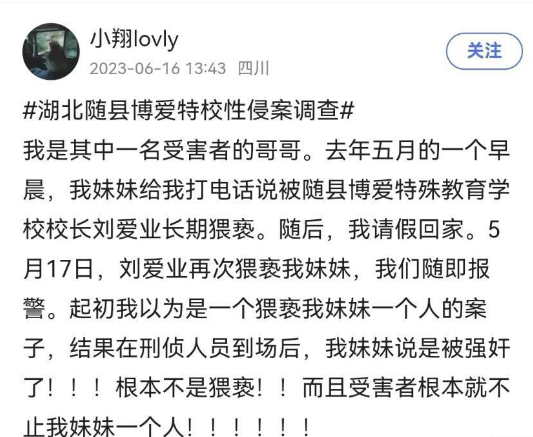 小翔lovly
2023-06-16 13:43 四川
关注
#湖北随县博爱特校性侵案调查#
我是其中一名受害者的哥哥。去年五月的一个早
晨，我妹妹给我打电话说被随县博爱特殊教育学
校校长刘爱业长期猥亵。随后，我请假回家。5
月17日，刘爱业再次猥亵我妹妹，我们随即报
警。起初我以为是一个猥亵我妹妹一个人的案
子，结果在刑侦人员到场后，我妹妹说是被强奸
了！！！根本不是猥亵！！而且受害者根本就不
止我妹妹一个人！！！！！！